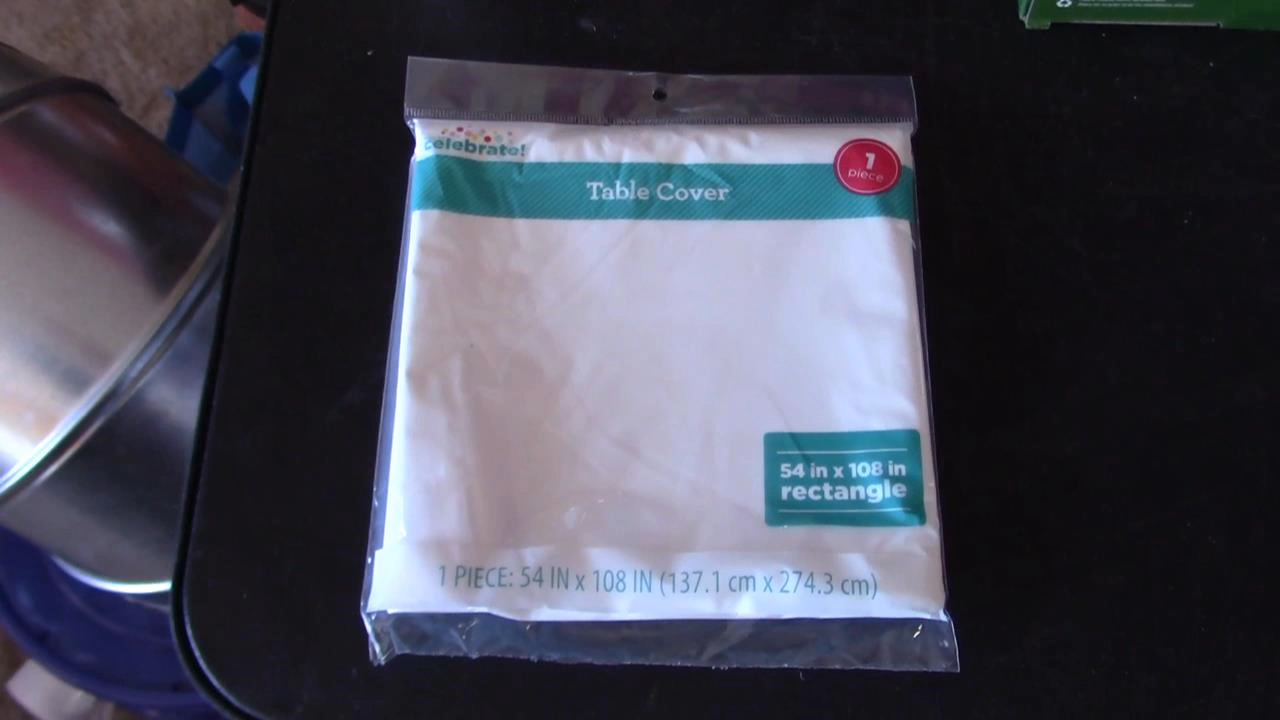 celebrate!
1
piece
Table Cover
54 in x 108 in
rectangle
1 PIECE: 54 IN x 108 IN (137.1 cm x 274.3 cm)